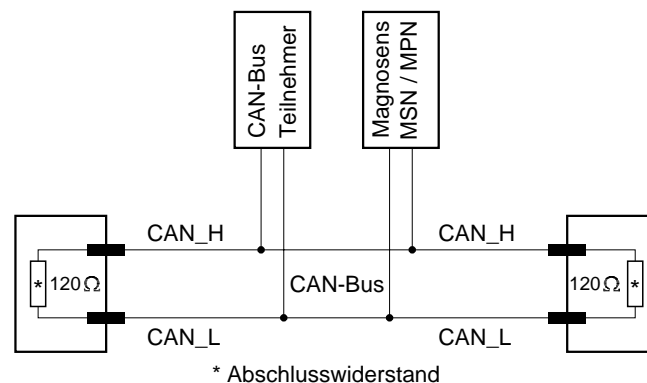 CAN-Bus
Teilnehmer
Magnosens
MSN / MPN
CAN_H
CAN_H
* 120Ω
CAN-Bus
120Ω *
CAN_L
CAN_L
* Abschlusswiderstand